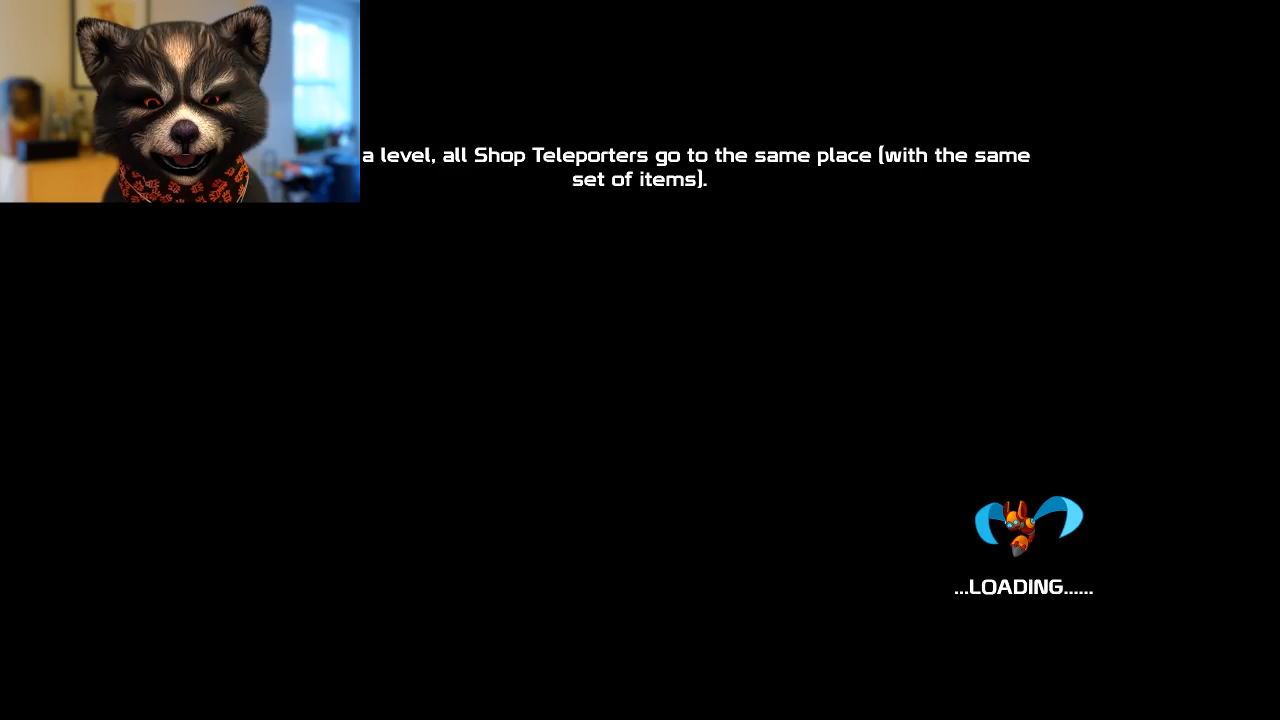 a level, all Shop Teleporters go to the same place (with the same
set of items).
...LOADING......